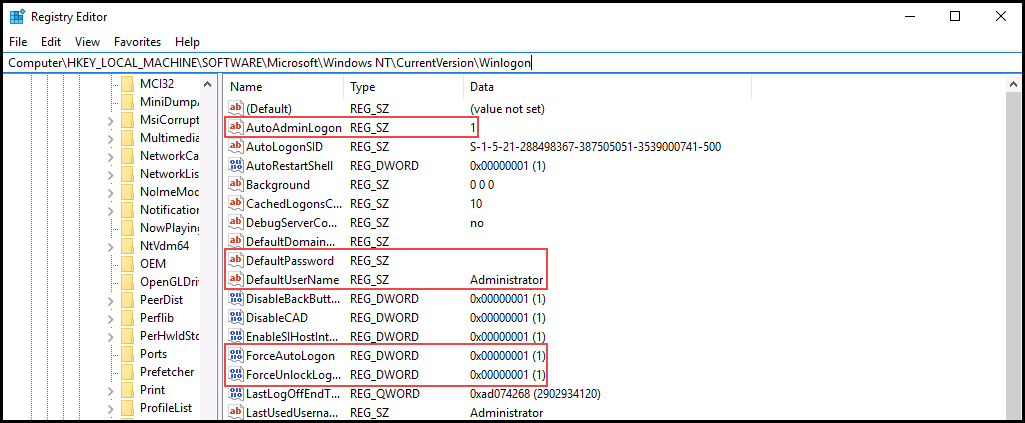 Registry Editor
File Edit View Favorites Help
Computer\HKEY_LOCAL_MACHINE\SOFTWARE\Microsoft\Windows NT\CurrentVersion\Winlogon
MCI32
MiniDumpA
MsiCorrupt
Multimedia
NetworkCa
NetworkList
NoImeMod
Notification
NowPlaying
NtVdm64
OEM
OpenGLDri
PeerDist
Perflib
PerHwIdSto
Ports
Prefetcher
Print
ProfileList
Name Type Data
(Default) REG_SZ (value not set)
AutoAdminLogon REG_SZ 1
AutoLogonSID REG_SZ S-1-5-21-288498367-387505051-3539000741-500
AutoRestartShell REG_DWORD 0x00000001 (1)
Background REG_SZ 0 0 0
CachedLogonsC... REG_SZ 10
DebugServerCo... REG_SZ no
DefaultDomain... REG_SZ
DefaultPassword REG_SZ
DefaultUserName REG_SZ Administrator
DisableBackButt... REG_DWORD 0x00000001 (1)
DisableCAD REG_DWORD 0x00000001 (1)
EnableSIHostInt... REG_DWORD 0x00000001 (1)
ForceAutoLogon REG_DWORD 0x00000001 (1)
ForceUnlockLog... REG_DWORD 0x00000001 (1)
LastLogOffEndT... REG_QWORD 0xad074268 (2902934120)
LastUsedUserna... REG_SZ Administrator